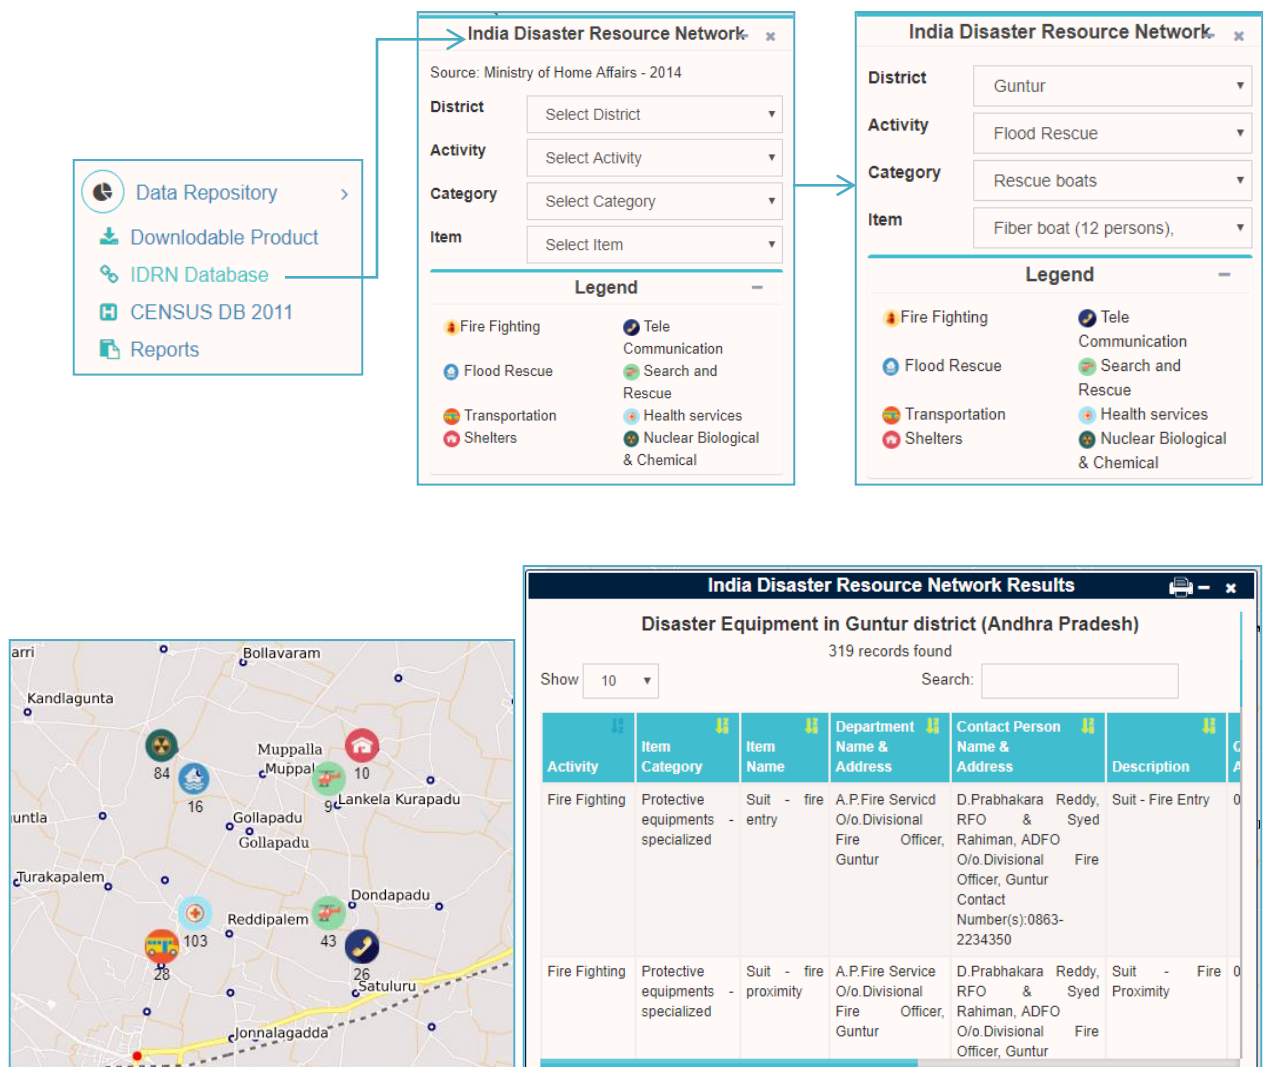 India Disaster Resource Network
Source: Ministry of Home Affairs - 2014
District
Select District
Activity
Select Activity
Category
Select Category
Item
Select Item
Legend
Fire Fighting
Tele
Communication
Flood Rescue
Search and
Rescue
Transportation
Health services
Shelters
Nuclear Biological
& Chemical
India Disaster Resource Network
District
Guntur
Activity
Flood Rescue
Category
Rescue boats
Item
Fiber boat (12 persons),
Legend
Fire Fighting
Tele
Communication
Flood Rescue
Search and
Rescue
Transportation
Health services
Shelters
Nuclear Biological
& Chemical
Data Repository
Downlodable Product
IDRN Database
CENSUS DB 2011
Reports
arri
Bollavaram
Kandlagunta
Muppalla
Muppal
84
10
16
9
Lankela Kurapadu
untla
Gollapadu
Gollapadu
Turakapalem
Dondapadu
Reddipalem
103
43
28
26
Satuluru
Jonnalagadda
India Disaster Resource Network Results
Disaster Equipment in Guntur district (Andhra Pradesh)
319 records found
Show 10
Search:
Activity
Item
Category
Item
Name
Department
Name &
Address
Contact Person
Name &
Address
Description
Fire Fighting
Protective
equipments -
specialized
Suit - fire
entry
A.P.Fire Servicd
O/o.Divisional
Fire Officer,
Guntur
D.Prabhakara Reddy,
RFO & Syed
Rahiman, ADFO
O/o.Divisional Fire
Officer, Guntur
Contact
Number(s):0863-
2234350
Suit - Fire Entry
0
Fire Fighting
Protective
equipments -
specialized
Suit - fire
proximity
A.P.Fire Service
O/o.Divisional
Fire Officer,
Guntur
D.Prabhakara Reddy,
RFO & Syed
Rahiman, ADFO
O/o.Divisional Fire
Officer, Guntur
Suit - Fire
Proximity
0